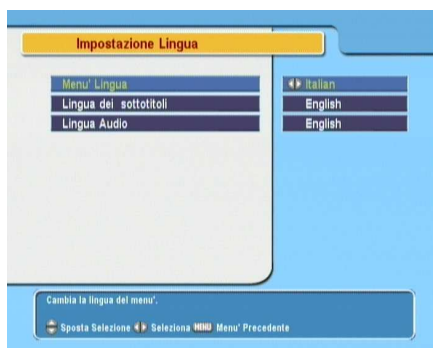 Impostazione Lingua
Menu' Lingua Italian
Lingua dei sottotitoli English
Lingua Audio English
Cambia la lingua del menu'.
Sposta Selezione Seleziona MENU Menu' Precedente